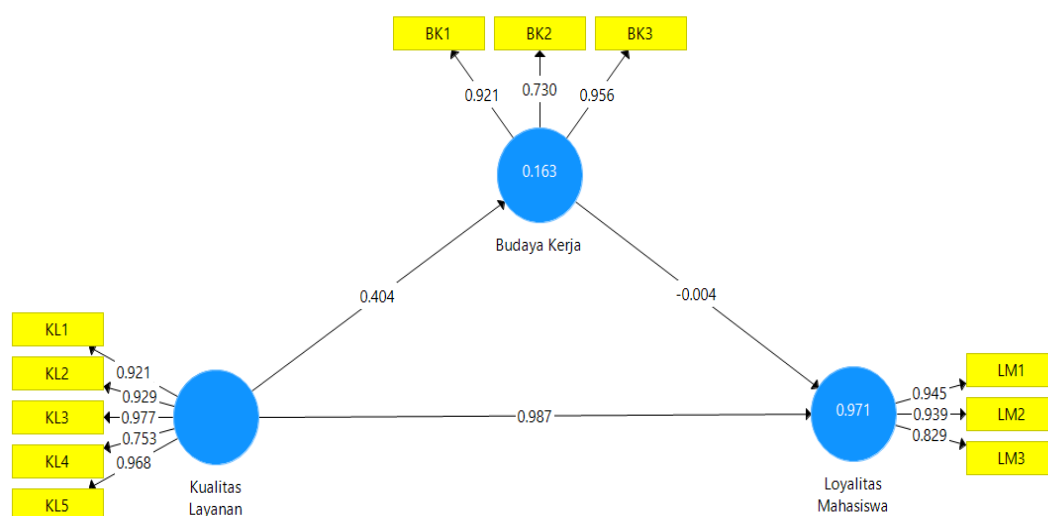 BK1 BK2 BK3
0.921 0.730 0.956
0.163
Budaya Kerja
0.404 -0.004
KL1
KL2
KL3
KL4
KL5
0.921
0.929
0.977
0.753
0.968
Kualitas
Layanan
0.987
0.971
Loyalitas
Mahasiswa
0.945
0.939
0.829
LM1
LM2
LM3